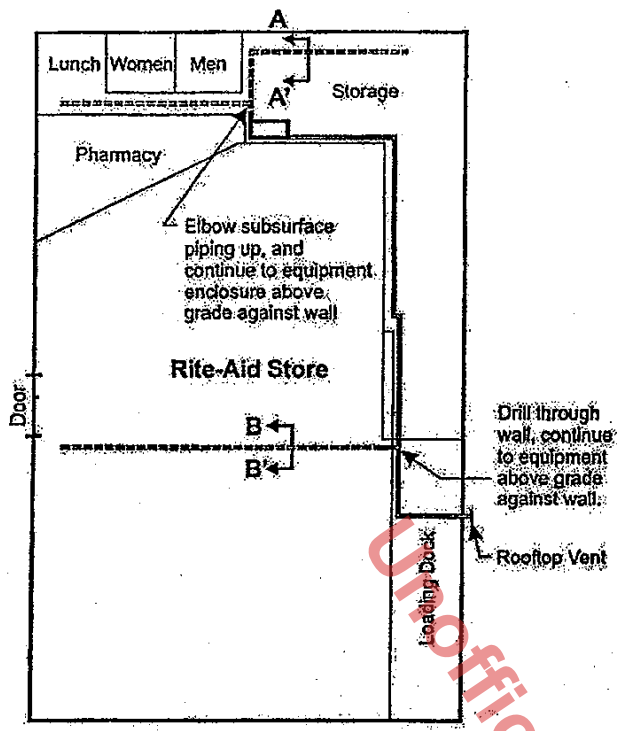 A
Lunch Women Men
A'
Storage
Pharmacy
Elbow subsurface
piping up, and
continue to equipment
enclosure above
grade against wall
Rite-Aid Store
Door
B
B'
Drill through
wall, continue
to equipment
above grade
against wall.
Rooftop Vent
Loading Dock
Unoffic